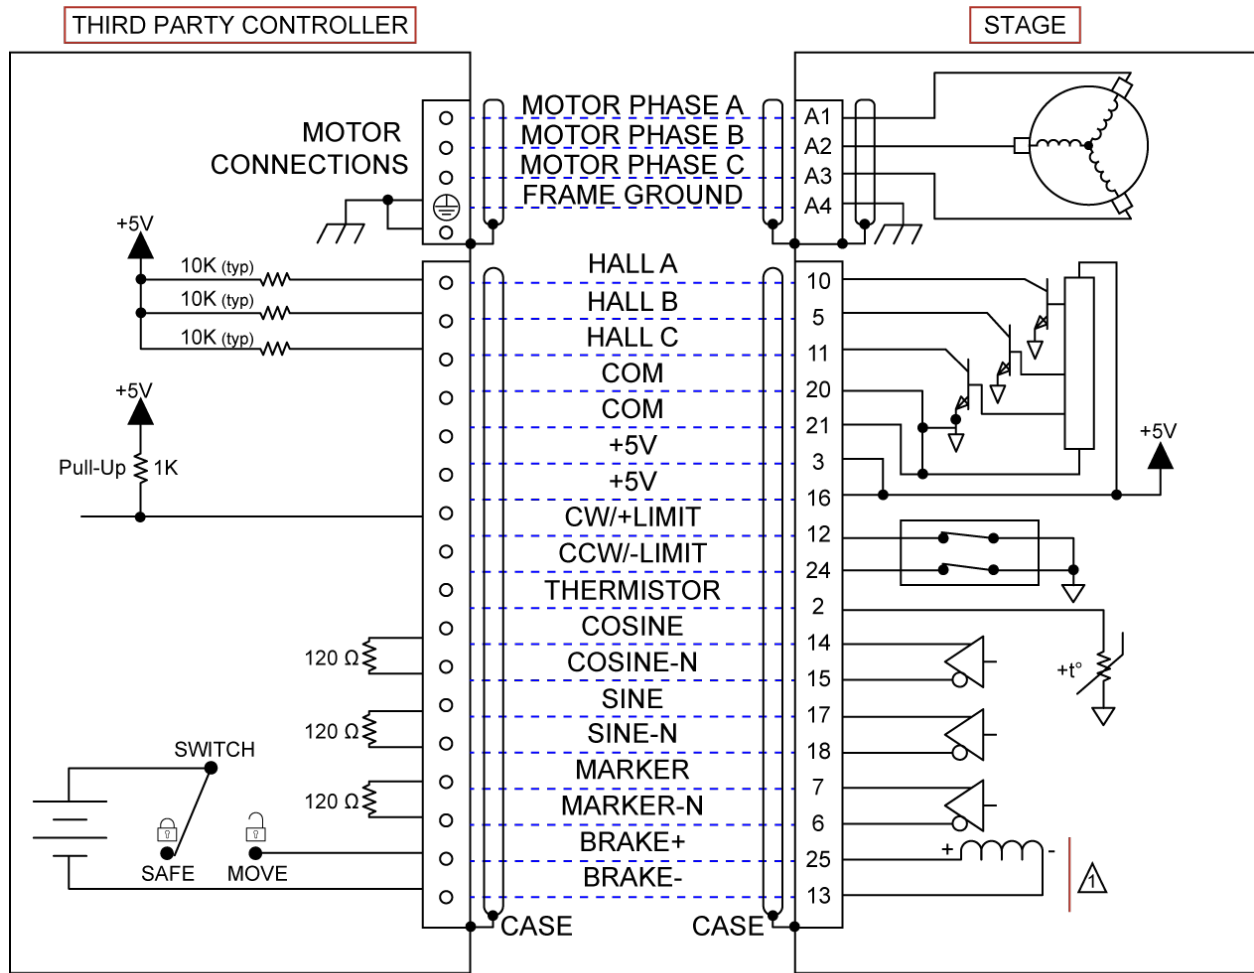 THIRD PARTY CONTROLLER
STAGE
MOTOR
CONNECTIONS
MOTOR PHASE A
MOTOR PHASE B
MOTOR PHASE C
FRAME GROUND
A1
A2
A3
A4
+5V
10K (typ)
10K (typ)
10K (typ)
+5V
Pull-Up
1K
HALL A
HALL B
HALL C
COM
COM
+5V
+5V
CW/+LIMIT
CCW/-LIMIT
THERMISTOR
COSINE
COSINE-N
SINE
SINE-N
MARKER
MARKER-N
BRAKE+
BRAKE-
10
5
11
20
21
3
16
12
24
2
14
15
17
18
7
6
25
13
+5V
+t°
120 Ω
120 Ω
120 Ω
SWITCH
SAFE
MOVE
CASE
CASE
+
-
1